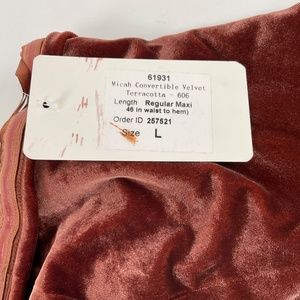 61931
Micah Convertible Velvet
Terracotta - 606
Length Regular Maxi
46 in waist to hem)
Order ID 257521
Size L